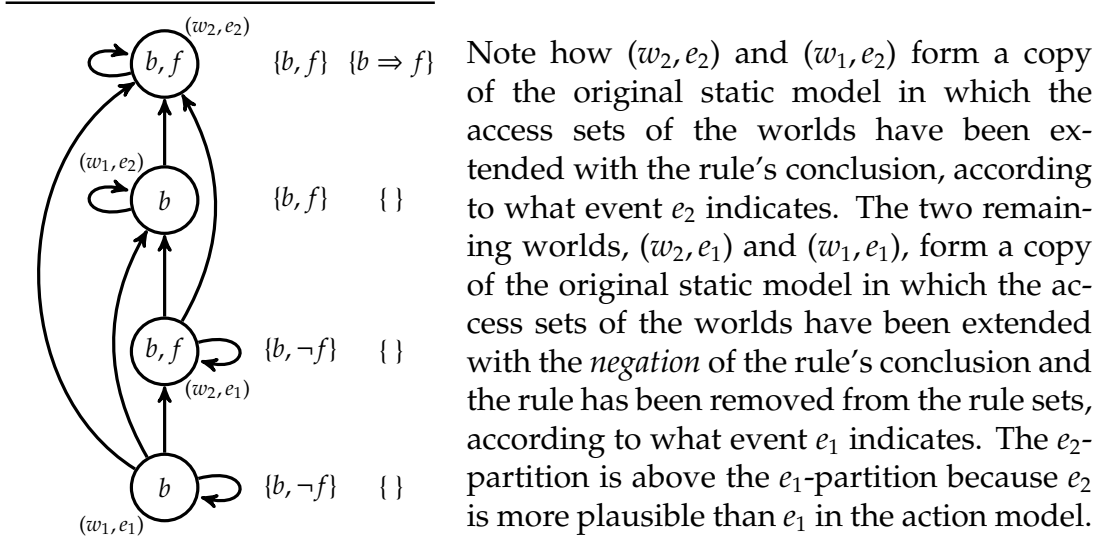 (w₂, e₂)
b, f
{b, f} {b ⇒ f}
(w₁, e₂)
b
{b, f} { }
b, f
{b, ¬f} { }
(w₂, e₁)
b
{b, ¬f} { }
(w₁, e₁)
Note how (w₂, e₂) and (w₁, e₂) form a copy
of the original static model in which the
access sets of the worlds have been ex-
tended with the rule’s conclusion, according
to what event e₂ indicates. The two remain-
ing worlds, (w₂, e₁) and (w₁, e₁), form a copy
of the original static model in which the ac-
cess sets of the worlds have been extended
with the negation of the rule’s conclusion and
the rule has been removed from the rule sets,
according to what event e₁ indicates. The e₂-
partition is above the e₁-partition because e₂
is more plausible than e₁ in the action model.